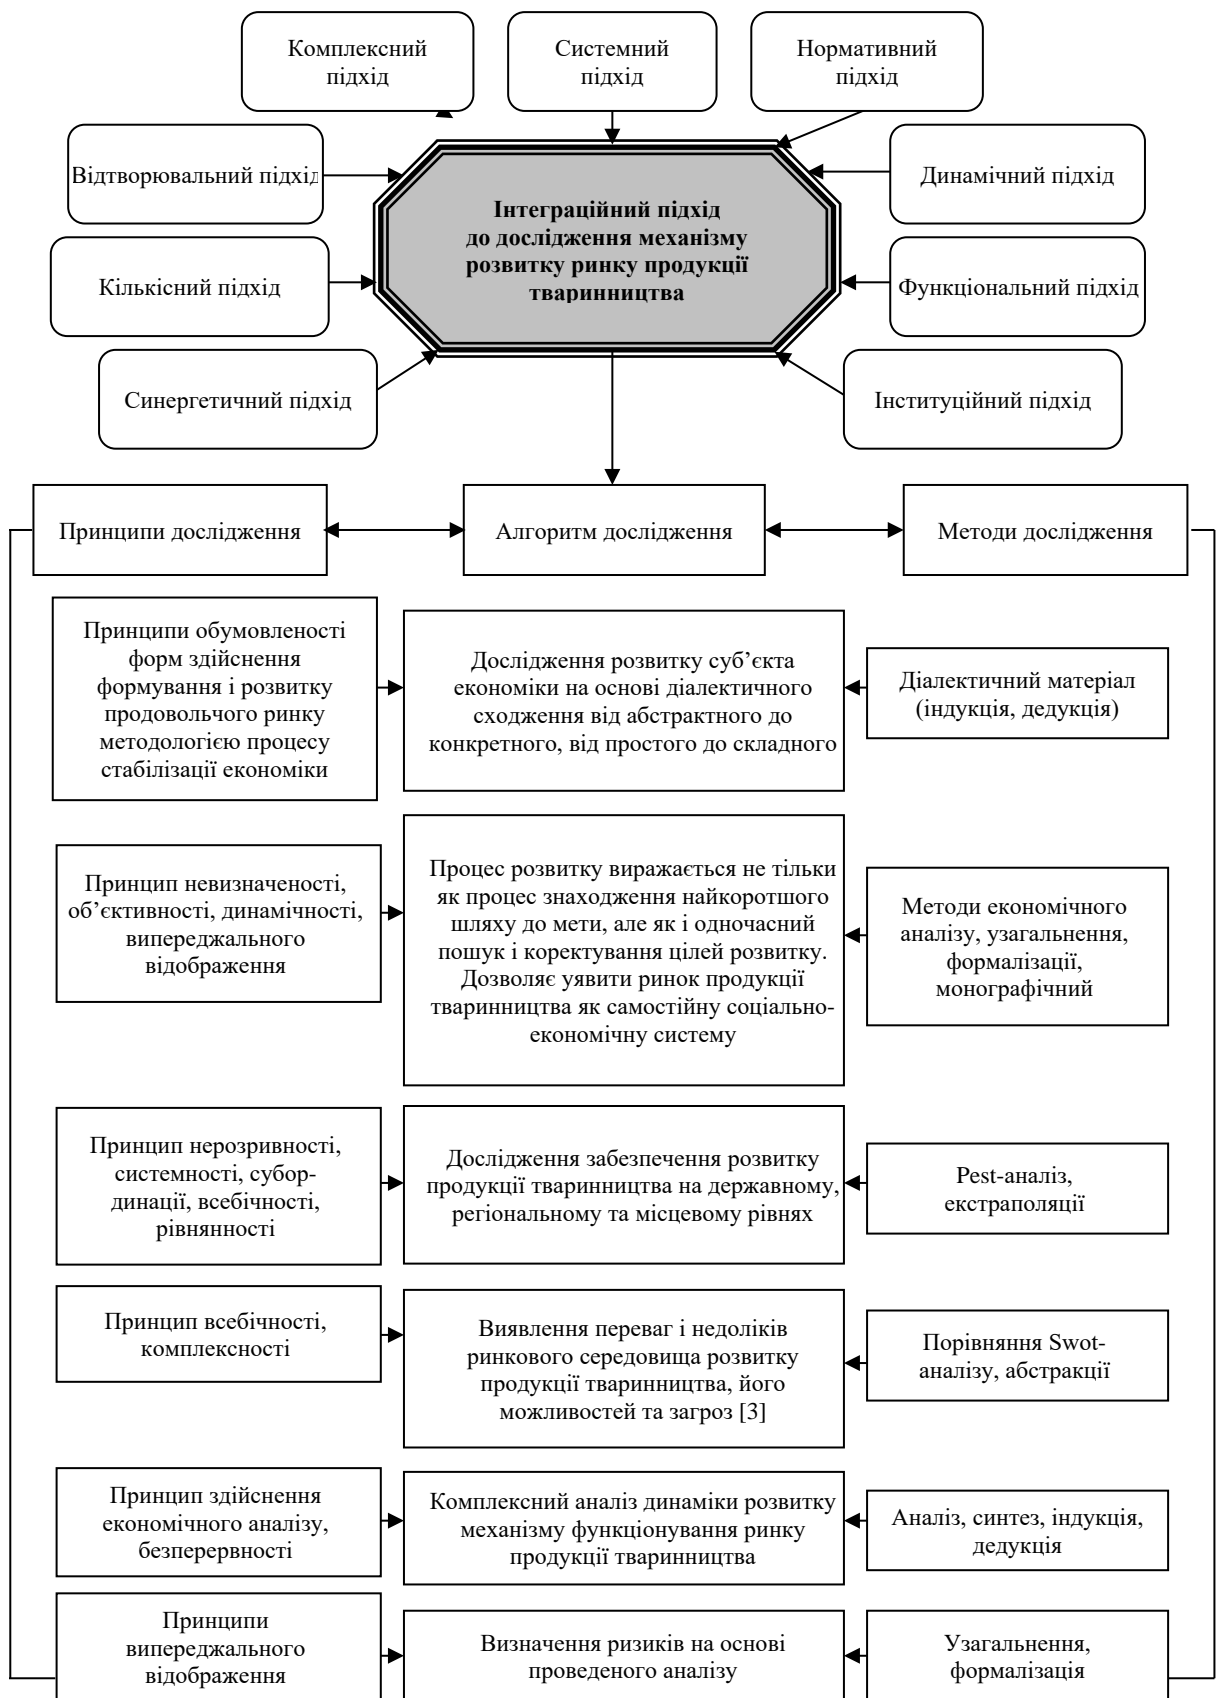 Комплексний
підхід
Системний
підхід
Нормативний
підхід
Відтворювальний підхід
Динамічний підхід
Інтеграційний підхід
до дослідження механізму
розвитку ринку продукції
тваринництва
Кількісний підхід
Функціональний підхід
Синергетичний підхід
Інституційний підхід
Принципи дослідження
Алгоритм дослідження
Методи дослідження
Принципи обумовленості
форм здійснення
формування і розвитку
продовольчого ринку
методологією процесу
стабілізації економіки
Дослідження розвитку суб’єкта
економіки на основі діалектичного
сходження від абстрактного до
конкретного, від простого до складного
Діалектичний матеріал
(індукція, дедукція)
Принцип невизначеності,
об’єктивності, динамічності,
випереджального
відображення
Процес розвитку виражається не тільки
як процес знаходження найкоротшого
шляху до мети, але як і одночасний
пошук і коректування цілей розвитку.
Дозволяє уявити ринок продукції
тваринництва як самостійну соціально-
економічну систему
Методи економічного
аналізу, узагальнення,
формалізації,
монографічний
Принцип нерозривності,
системності, субор-
динації, всебічності,
рівнянності
Дослідження забезпечення розвитку
продукції тваринництва на державному,
регіональному та місцевому рівнях
Pest-аналіз,
екстраполяції
Принцип всебічності,
комплексності
Виявлення переваг і недоліків
ринкового середовища розвитку
продукції тваринництва, його
можливостей та загроз [3]
Порівняння Swot-
аналізу, абстракції
Принцип здійснення
економічного аналізу,
безперервності
Комплексний аналіз динаміки розвитку
механізму функціонування ринку
продукції тваринництва
Аналіз, синтез, індукція,
дедукція
Принципи
випереджального
відображення
Визначення ризиків на основі
проведеного аналізу
Узагальнення,
формалізація